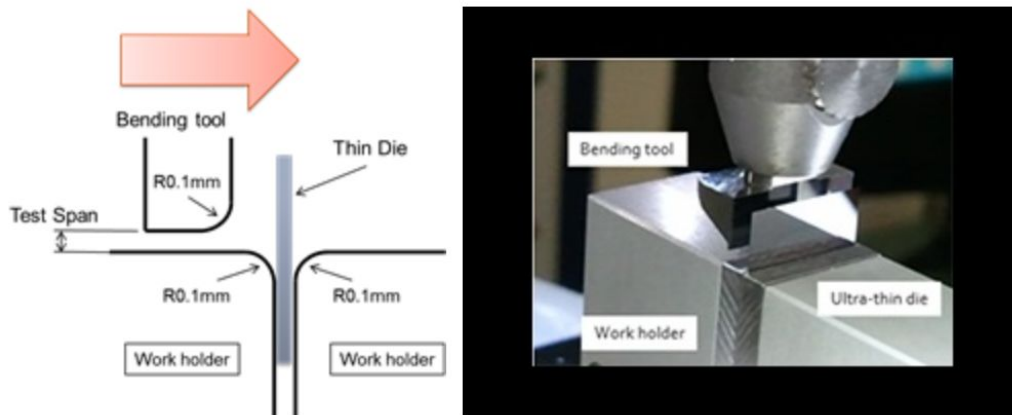 Bending tool
Thin Die
R0.1mm
Test Span
R0.1mm
R0.1mm
Work holder
Work holder
Bending tool
Ultra-thin die
Work holder